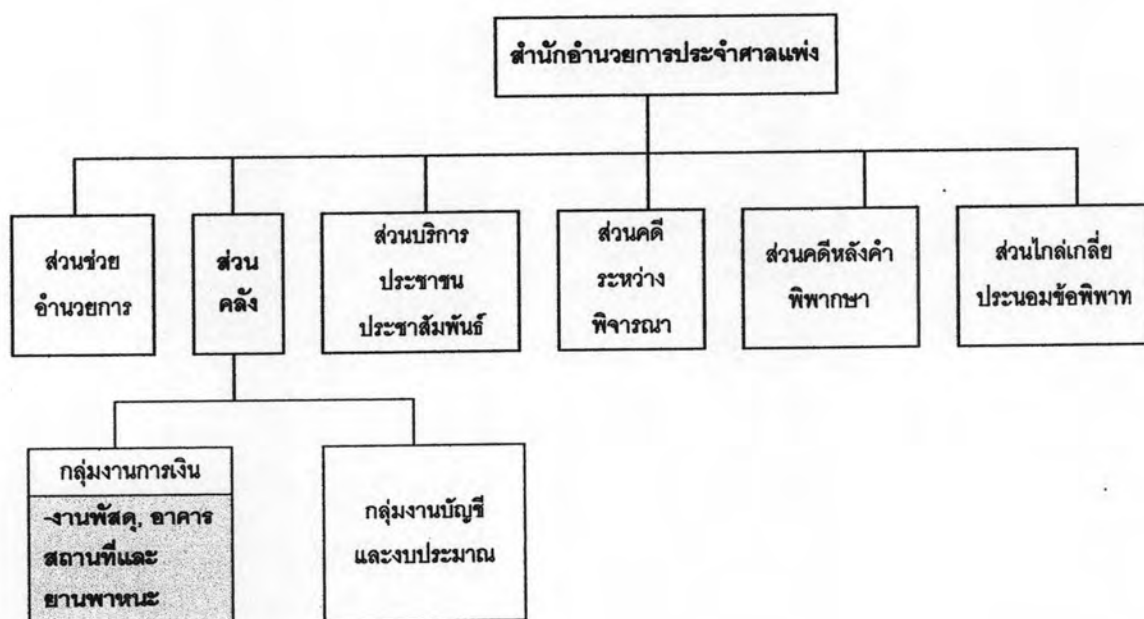 สำนักอำนวยการประจำศาลแพ่ง
ส่วนช่วย
อำนวยการ
ส่วน
คลัง
ส่วนบริการ
ประชาชน
ประชาสัมพันธ์
ส่วนคดี
ระหว่าง
พิจารณา
ส่วนคดีหลังคำ
พิพากษา
ส่วนไกล่เกลี่ย
ประนอมข้อพิพาท
กลุ่มงานการเงิน
-งานพัสดุ, อาคาร
สถานที่และ
ยานพาหนะ
กลุ่มงานบัญชี
และงบประมาณ